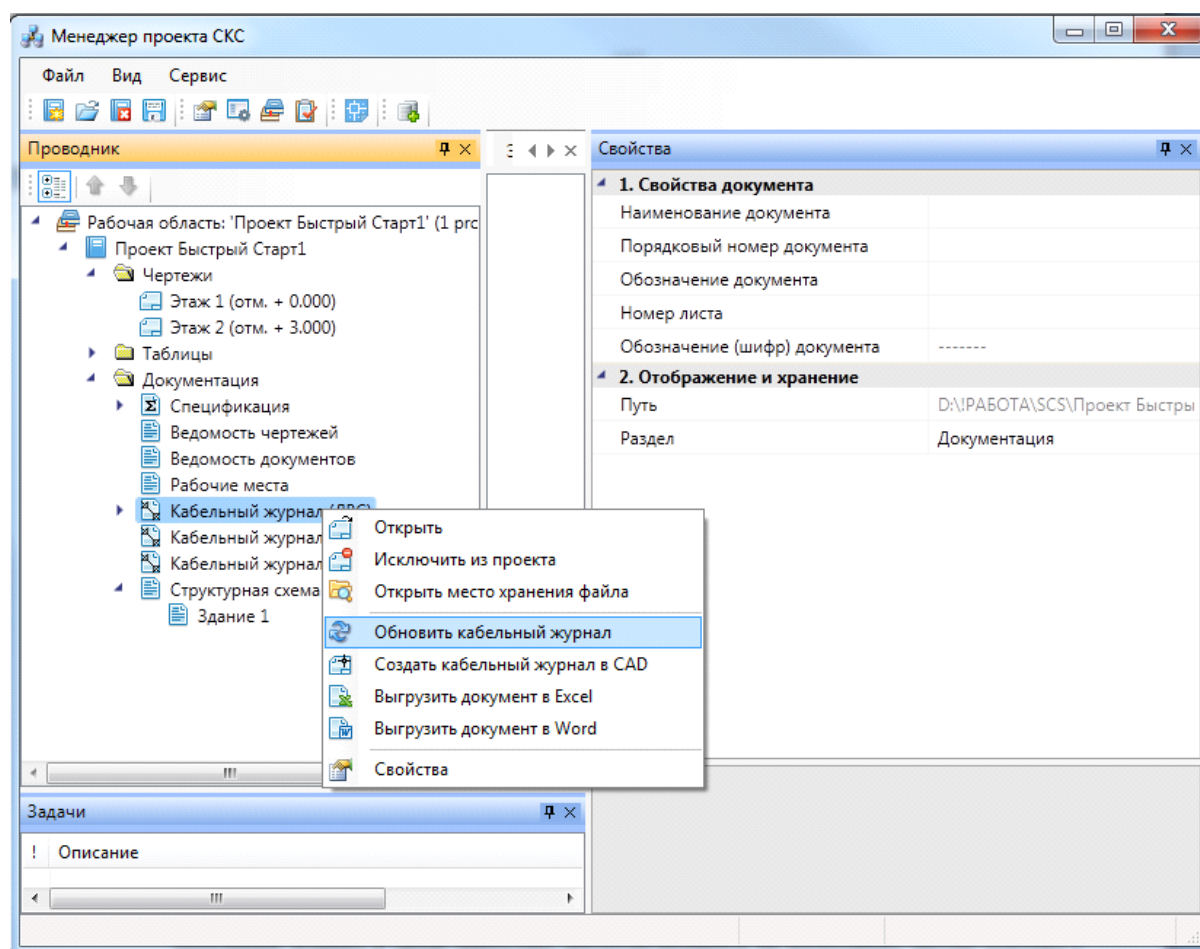 Менеджер проекта СКС
Файл Вид Сервис
Проводник
Рабочая область: 'Проект Быстрый Старт1' (1 prc
Проект Быстрый Старт1
Чертежи
Этаж 1 (отм. + 0.000)
Этаж 2 (отм. + 3.000)
Таблицы
Документация
Спецификация
Ведомость чертежей
Ведомость документов
Рабочие места
Кабельный журнал (ЛВС)
Кабельный журнал
Кабельный журнал
Структурная схема
Здание 1
Открыть
Исключить из проекта
Открыть место хранения файла
Обновить кабельный журнал
Создать кабельный журнал в CAD
Выгрузить документ в Excel
Выгрузить документ в Word
Свойства
Задачи
! Описание
Свойства
1. Свойства документа
Наименование документа
Порядковый номер документа
Обозначение документа
Номер листа
Обозначение (шифр) документа -------
2. Отображение и хранение
Путь D:\!РАБОТА\SCS\Проект Быстры
Раздел Документация